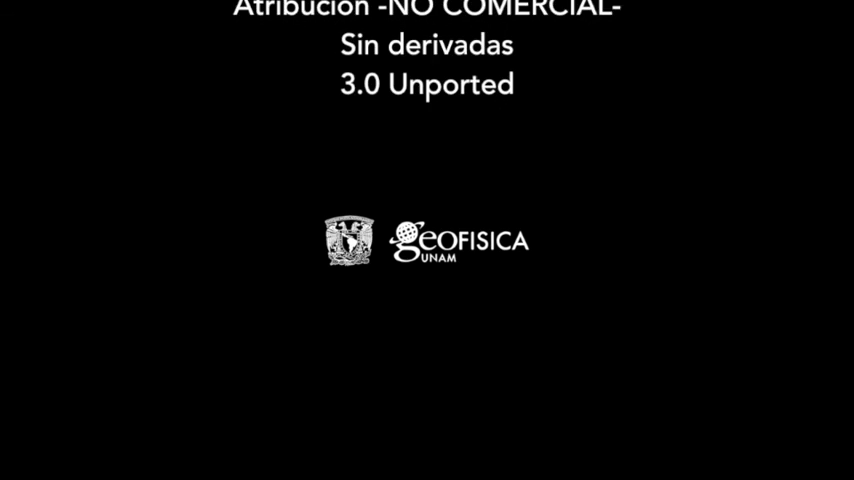 Atribución -NO COMERCIAL-
Sin derivadas
3.0 Unported
geoFISICA
UNAM